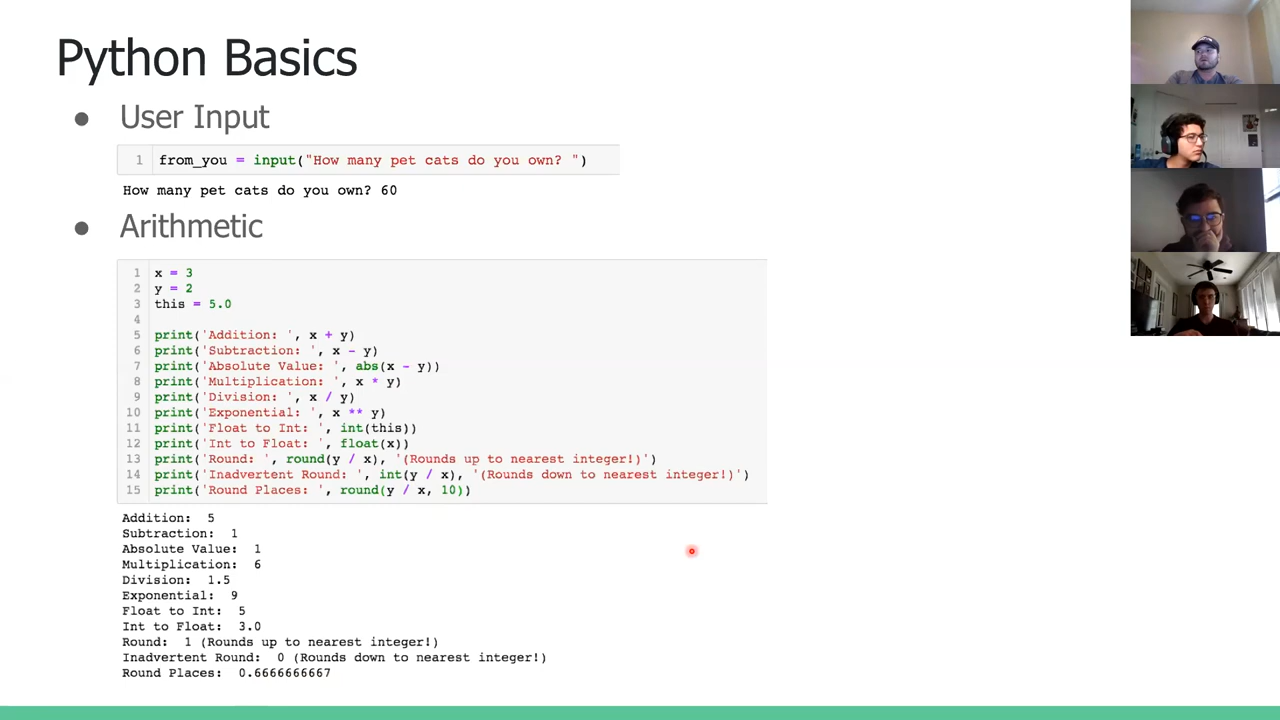 Python Basics
● User Input
1 from_you = input("How many pet cats do you own? ")
How many pet cats do you own? 60
● Arithmetic
1 x = 3
2 y = 2
3 this = 5.0
4
5 print('Addition: ', x + y)
6 print('Subtraction: ', x - y)
7 print('Absolute Value: ', abs(x - y))
8 print('Multiplication: ', x * y)
9 print('Division: ', x / y)
10 print('Exponential: ', x ** y)
11 print('Float to Int: ', int(this))
12 print('Int to Float: ', float(x))
13 print('Round: ', round(y / x), '(Rounds up to nearest integer!)')
14 print('Inadvertent Round: ', int(y / x), '(Rounds down to nearest integer!)')
15 print('Round Places: ', round(y / x, 10))
Addition:  5
Subtraction:  1
Absolute Value:  1
Multiplication:  6
Division:  1.5
Exponential:  9
Float to Int:  5
Int to Float:  3.0
Round:  1 (Rounds up to nearest integer!)
Inadvertent Round:  0 (Rounds down to nearest integer!)
Round Places:  0.6666666667